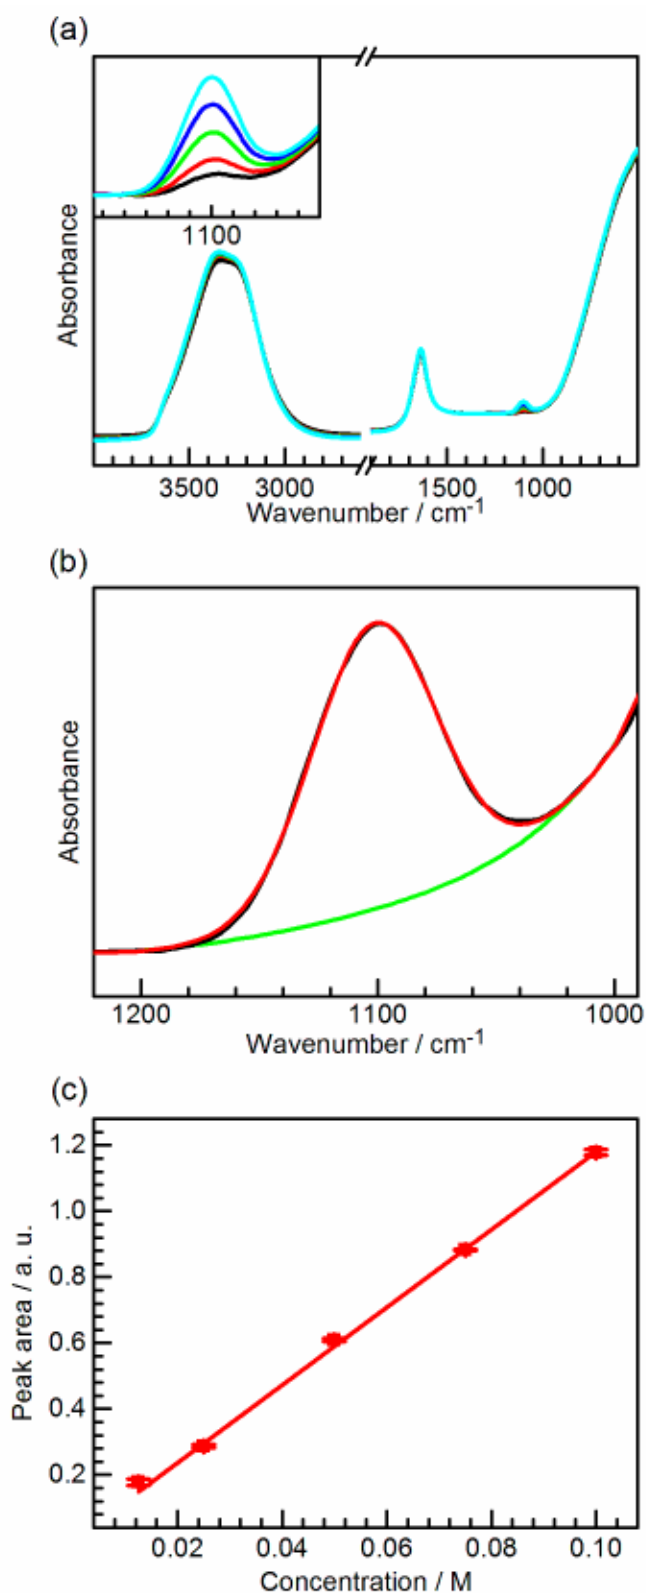 (a)
Absorbance
1100
3500 3000 1500 1000
Wavenumber / cm-1
(b)
Absorbance
1200 1100 1000
Wavenumber / cm-1
(c)
Peak area / a. u.
1.2
1.0
0.8
0.6
0.4
0.2
0.02 0.04 0.06 0.08 0.10
Concentration / M